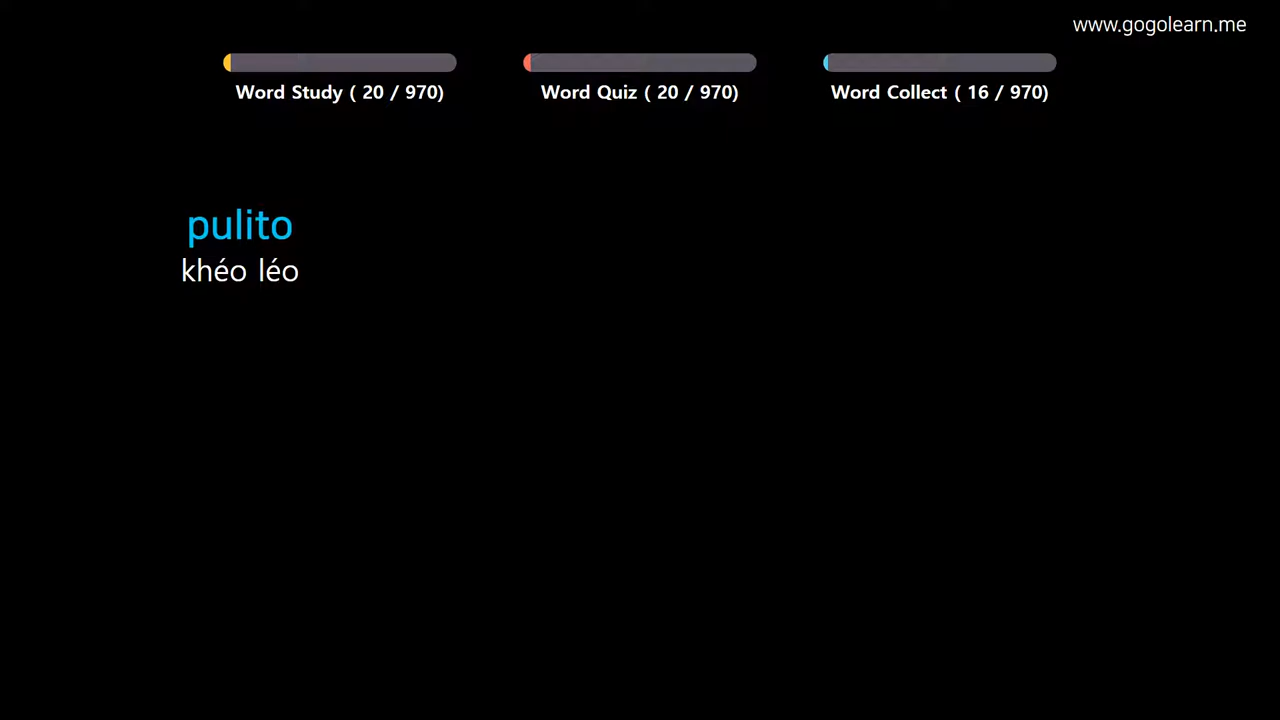 www.gogolearn.me
Word Study ( 20 / 970)
Word Quiz ( 20 / 970)
Word Collect ( 16 / 970)
pulito
khéo léo